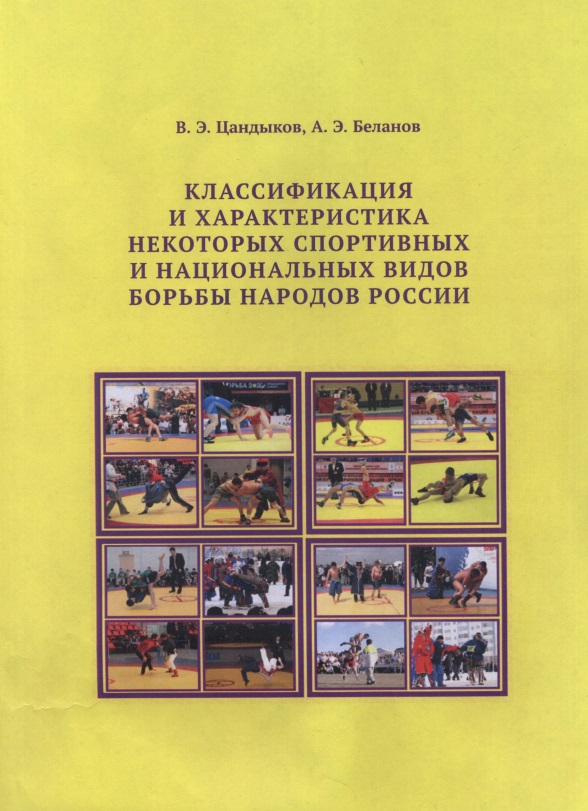 В. Э. Цандыков, А. Э. Беланов
КЛАССИФИКАЦИЯ
И ХАРАКТЕРИСТИКА
НЕКОТОРЫХ СПОРТИВНЫХ
И НАЦИОНАЛЬНЫХ ВИДОВ
БОРЬБЫ НАРОДОВ РОССИИ